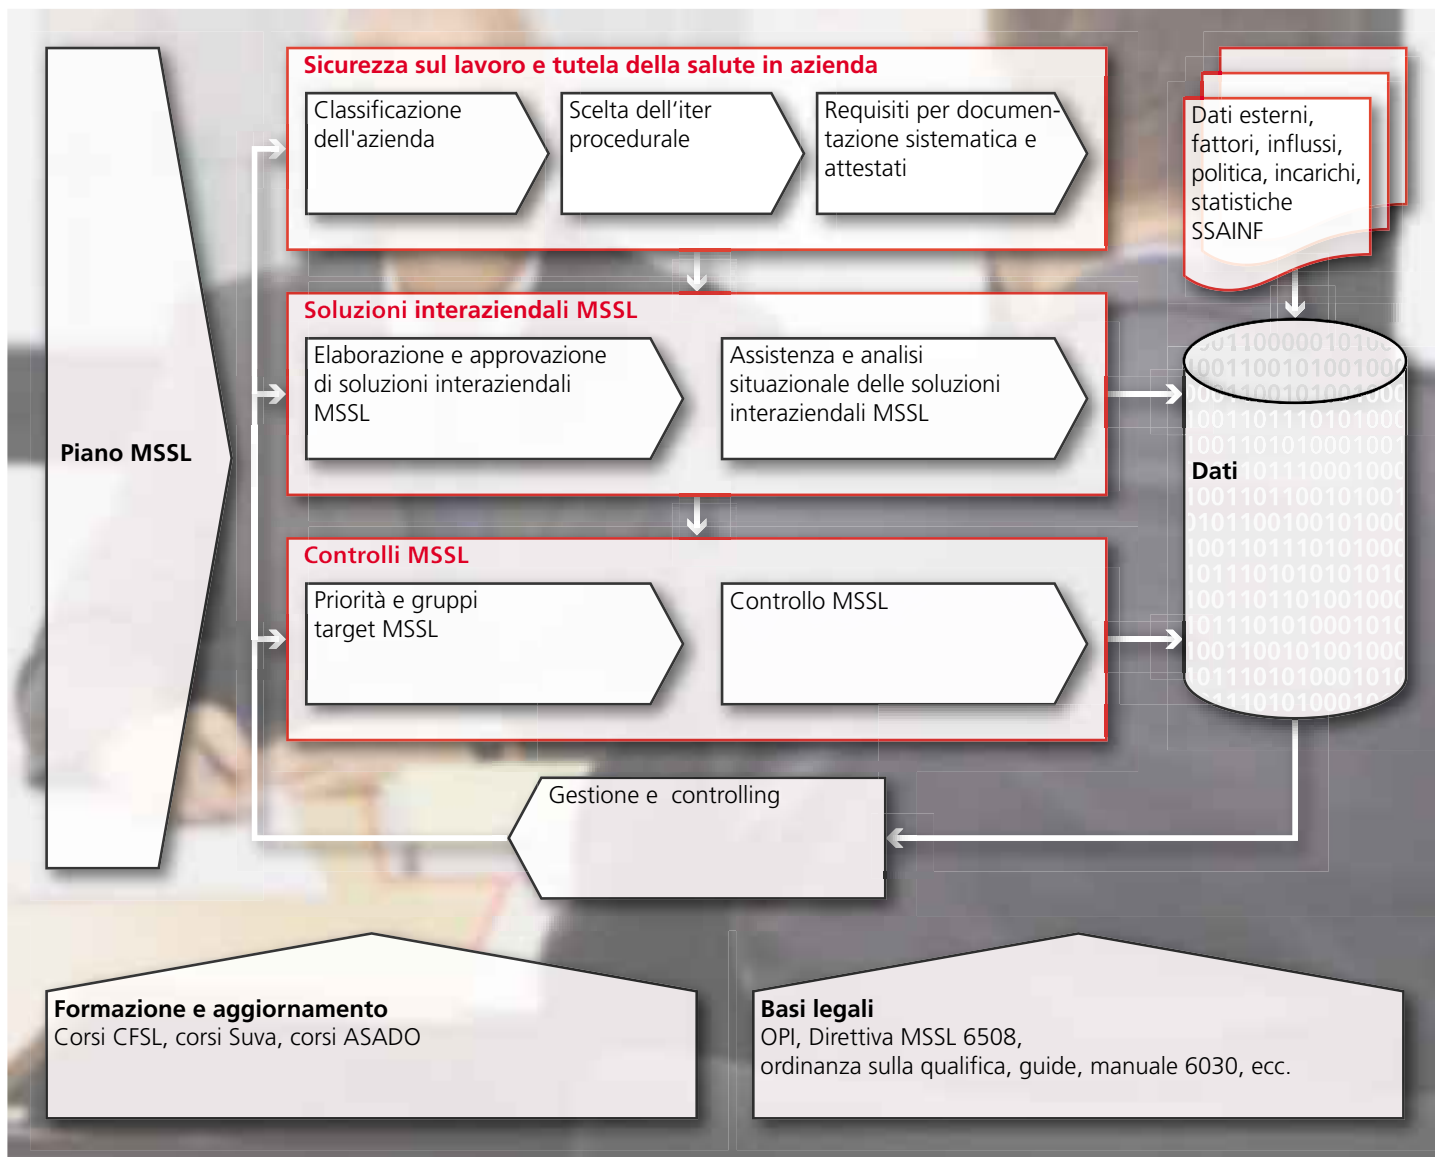 Piano MSSL
Sicurezza sul lavoro e tutela della salute in azienda
Classificazione
dell'azienda
Scelta dell‘iter
procedurale
Requisiti per documen-
tazione sistematica e
attestati
Soluzioni interaziendali MSSL
Elaborazione e approvazione
di soluzioni interaziendali
MSSL
Assistenza e analisi
situazionale delle soluzioni
interaziendali MSSL
Controlli MSSL
Priorità e gruppi
target MSSL
Controllo MSSL
Dati esterni,
fattori, influssi,
politica, incarichi,
statistiche
SSAINF
Dati
Gestione e controlling
Formazione e aggiornamento
Corsi CFSL, corsi Suva, corsi ASADO
Basi legali
OPI, Direttiva MSSL 6508,
ordinanza sulla qualifica, guide, manuale 6030, ecc.